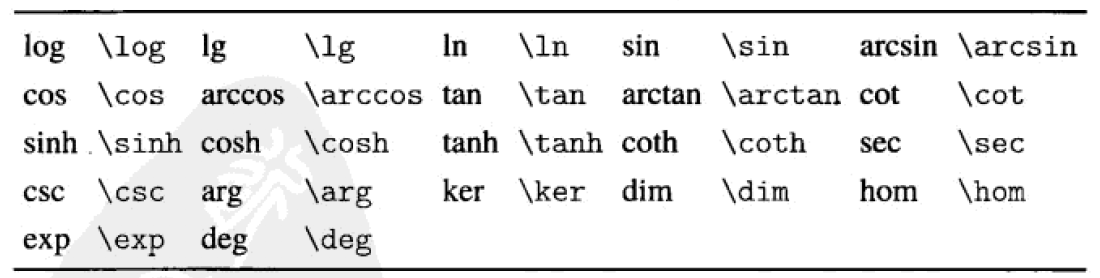 log \log lg \lg ln \ln sin \sin arcsin \arcsin
cos \cos arccos \arccos tan \tan arctan \arctan cot \cot
sinh \sinh cosh \cosh tanh \tanh coth \coth sec \sec
csc \csc arg \arg ker \ker dim \dim hom \hom
exp \exp deg \deg